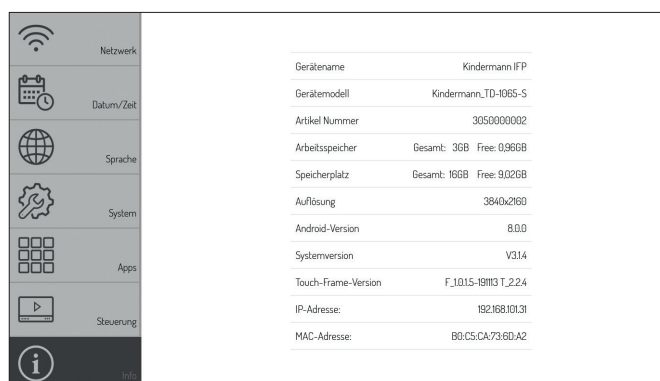 Netzwerk
Datum/Zeit
Sprache
System
Apps
Steuerung
Info
Gerätename Kindermann IFP
Gerätemodell Kindermann_TD-1065-S
Artikel Nummer 3050000002
Arbeitsspeicher Gesamt: 3GB Free: 0,96GB
Speicherplatz Gesamt: 16GB Free: 9,02GB
Auflösung 3840x2160
Android-Version 8.0.0
Systemversion V3.1.4
Touch-Frame-Version F_1.0.1.5-191113 T_2.2.4
IP-Adresse: 192.168.101.31
MAC-Adresse: B0:C5:CA:73:6D:A2